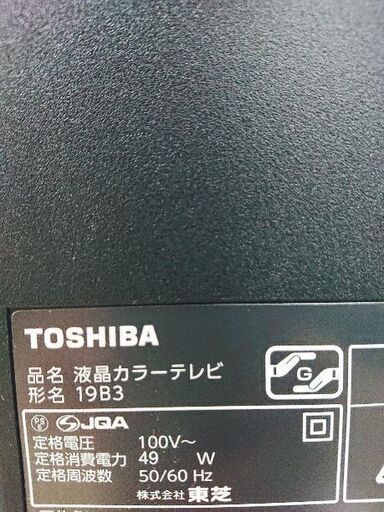 TOSHIBA
品名 液晶カラーテレビ
形名 19B3
G
PS E JQA
定格電圧 100V～
定格消費電力 49 W
定格周波数 50/60 Hz
株式会社 東芝